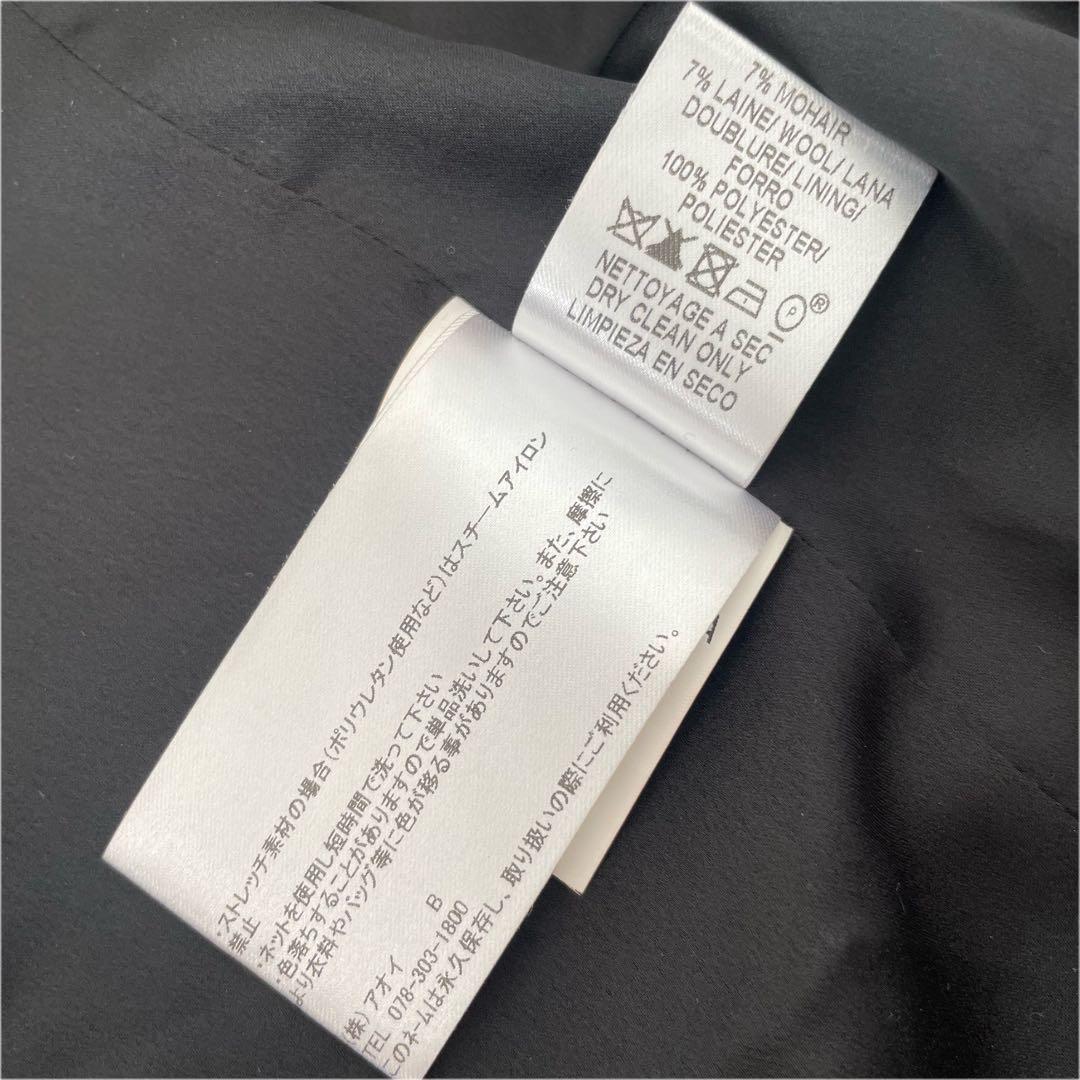 7% MOHAIR
7% LAINE/ WOOL/ LANA
DOUBLURE/ LINING/
FORRO
100% POLYESTER/
POLIESTER
P ®
NETTOYAGE A SEC
DRY CLEAN ONLY
LIMPIEZA EN SECO
・ストレッチ素材の場合(ポリウレタン使用など)はスチームアイロン
禁止
・ネットを使用し短時間で洗って下さい
・色落ちすることがありますので単品洗いして下さい。また、摩擦に
より衣料やバッグ等に色が移る事がありますのでご注意下さい
B
(株) アオイ
TEL 078-303-1800
このネームは永久保存し、取り扱いの際にご利用ください。